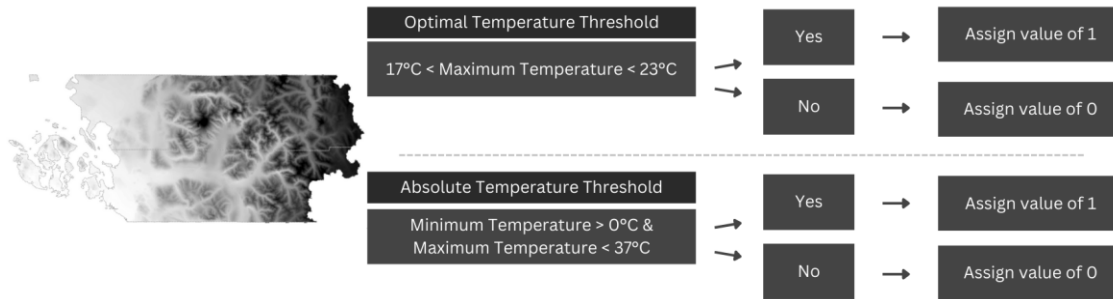 Optimal Temperature Threshold
17°C < Maximum Temperature < 23°C
Yes
Assign value of 1
No
Assign value of 0
Absolute Temperature Threshold
Minimum Temperature > 0°C &
Maximum Temperature < 37°C
Yes
Assign value of 1
No
Assign value of 0